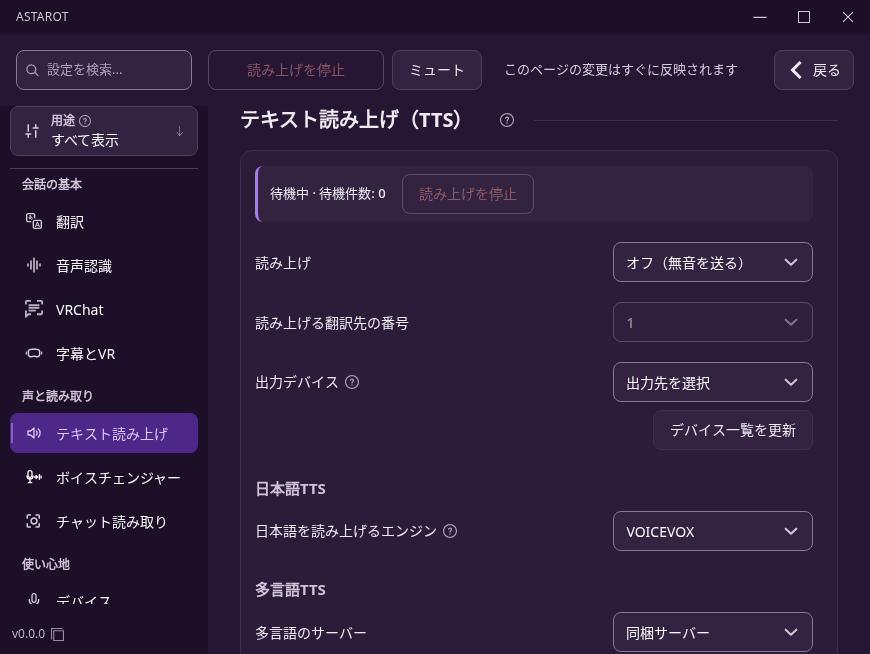 ASTAROT
設定を検索...
読み上げを停止
ミュート
このページの変更はすぐに反映されます
戻る
用途
すべて表示
会話の基本
翻訳
音声認識
VRChat
字幕とVR
声と読み取り
テキスト読み上げ
ボイスチェンジャー
チャット読み取り
使い心地
デバイス
v0.0.0
テキスト読み上げ（TTS）
待機中 · 待機件数: 0
読み上げを停止
読み上げ
オフ（無音を送る）
読み上げる翻訳先の番号
1
出力デバイス
出力先を選択
デバイス一覧を更新
日本語TTS
日本語を読み上げるエンジン
VOICEVOX
多言語TTS
多言語のサーバー
同梱サーバー